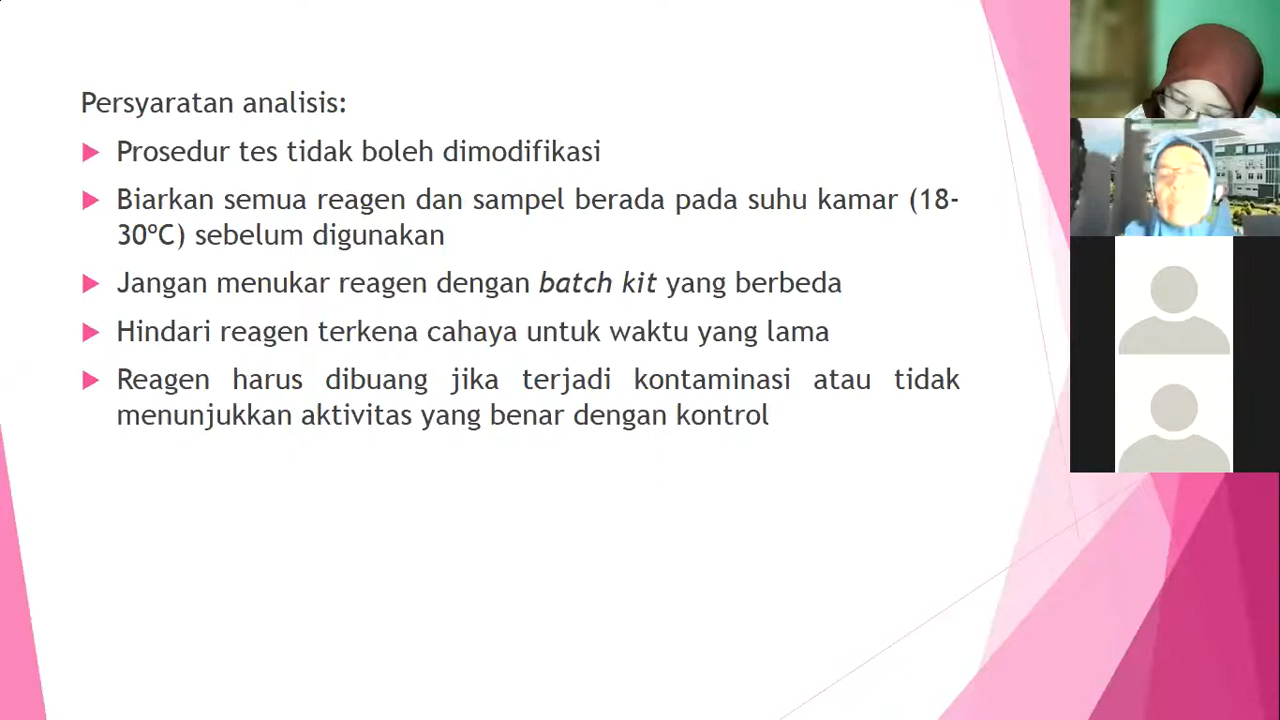 Persyaratan analisis:
Prosedur tes tidak boleh dimodifikasi
Biarkan semua reagen dan sampel berada pada suhu kamar (18-
30ºC) sebelum digunakan
Jangan menukar reagen dengan batch kit yang berbeda
Hindari reagen terkena cahaya untuk waktu yang lama
Reagen harus dibuang jika terjadi kontaminasi atau tidak
menunjukkan aktivitas yang benar dengan kontrol